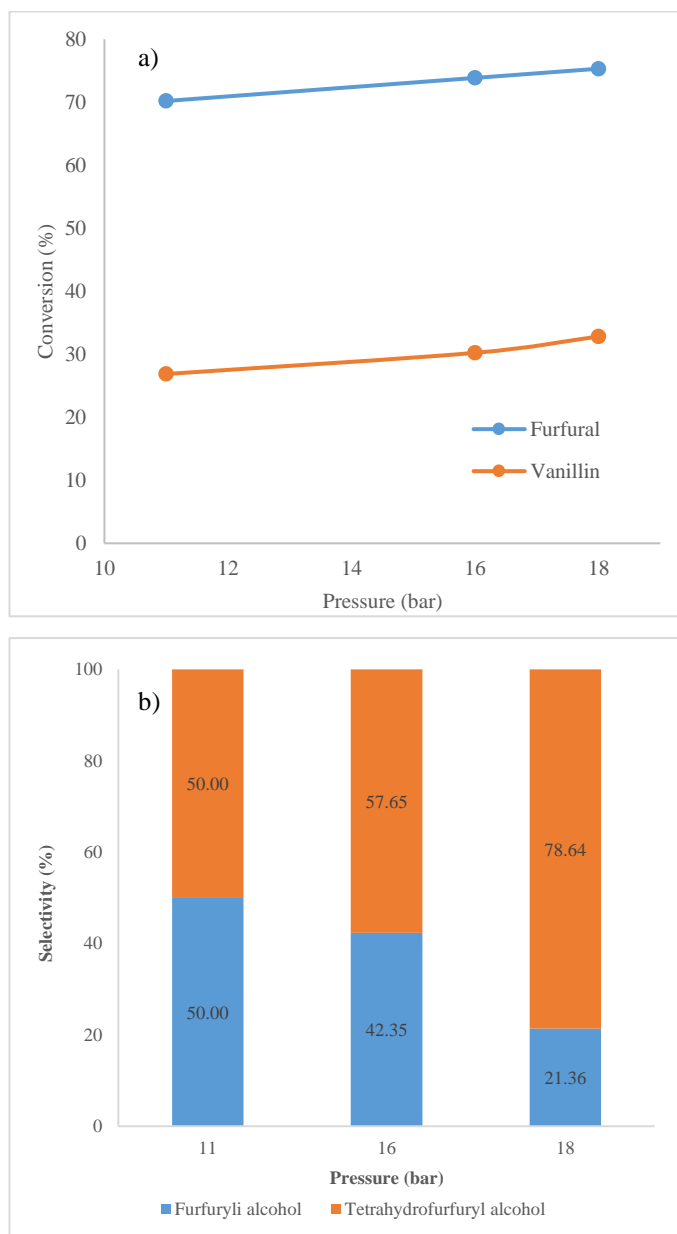 a)
80
70
60
50
40
30
20
10
0
Conversion (%)
Furfural
Vanillin
10 12 14 16 18
Pressure (bar)
b)
100
80
60
40
20
0
Selectivity (%)
50.00 57.65 78.64
50.00 42.35 21.36
11 16 18
Pressure (bar)
Furfuryli alcohol Tetrahydrofurfuryl alcohol